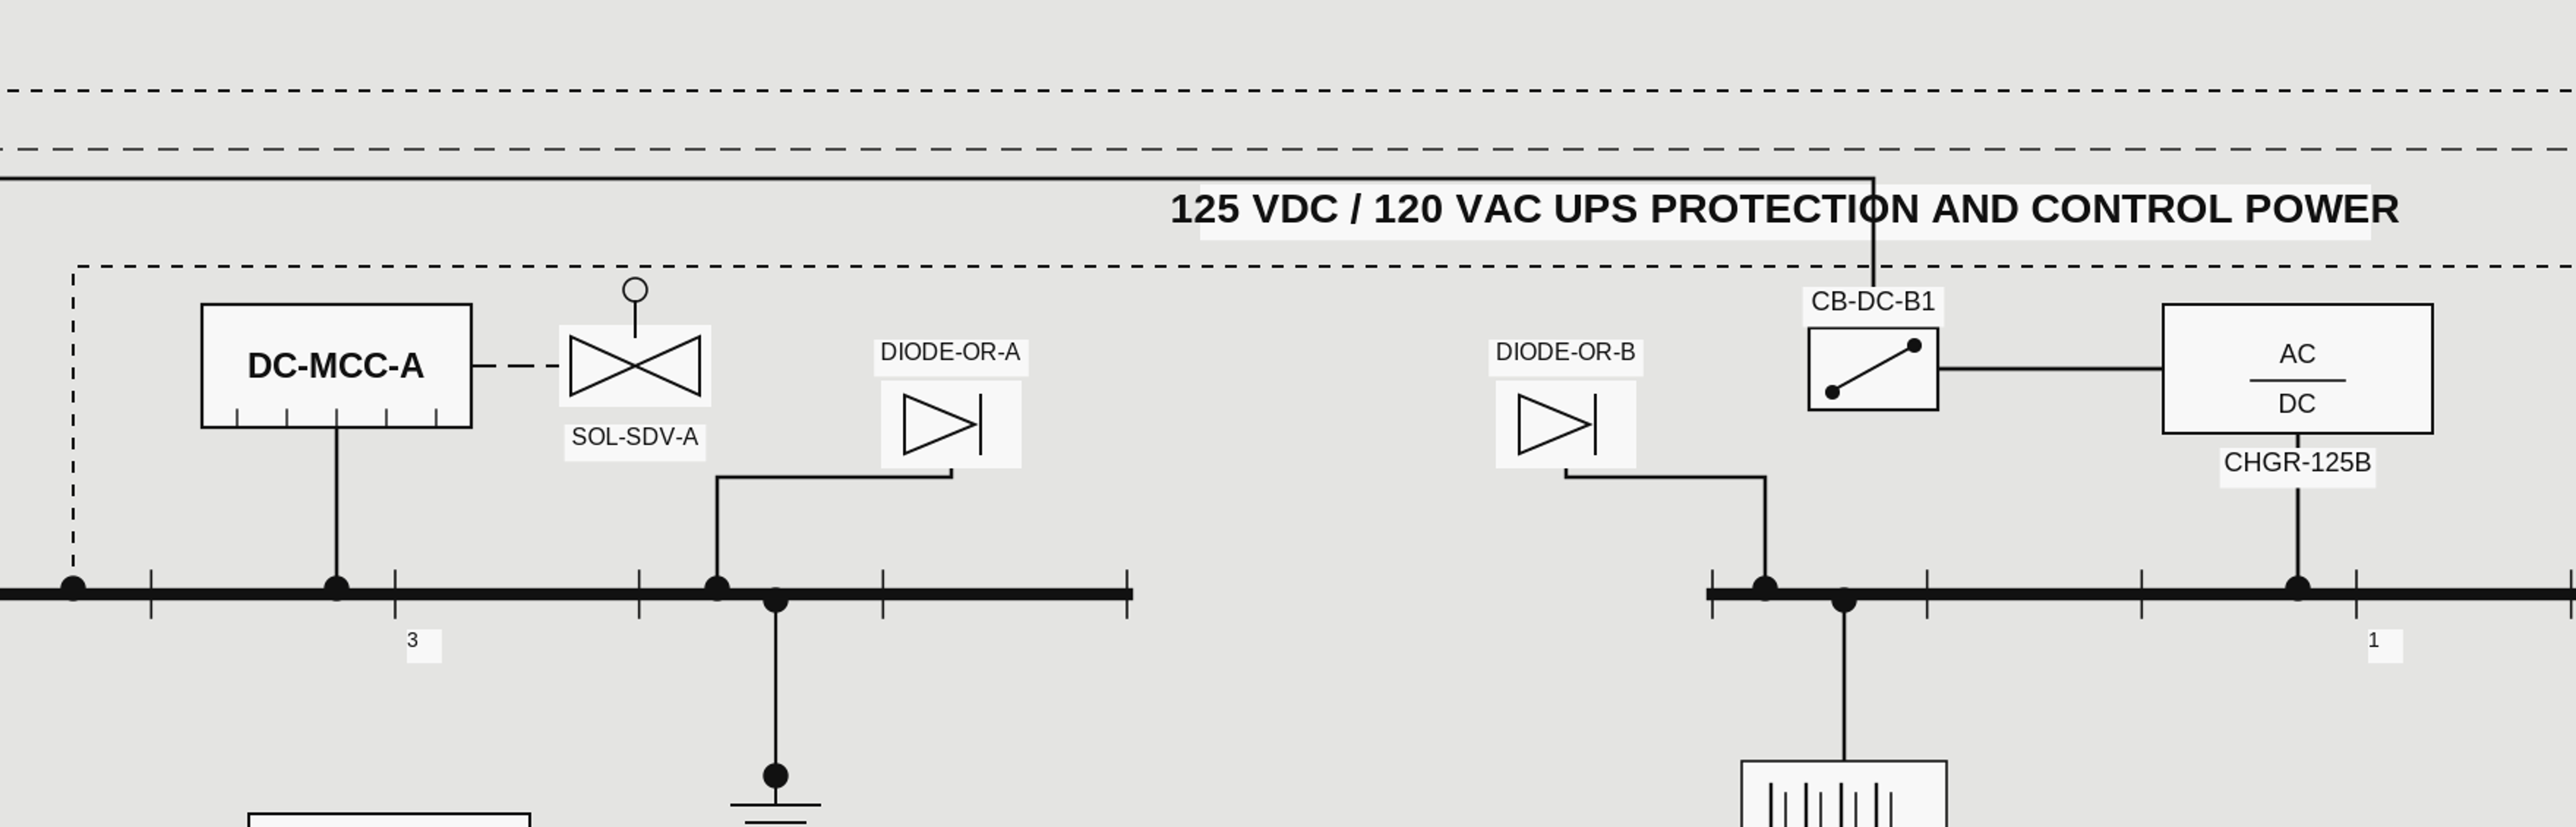 125 VDC / 120 VAC UPS PROTECTION AND CONTROL POWER
CB-DC-B1
DC-MCC-A
DIODE-OR-A
DIODE-OR-B
AC
DC
SOL-SDV-A
CHGR-125B
3
1